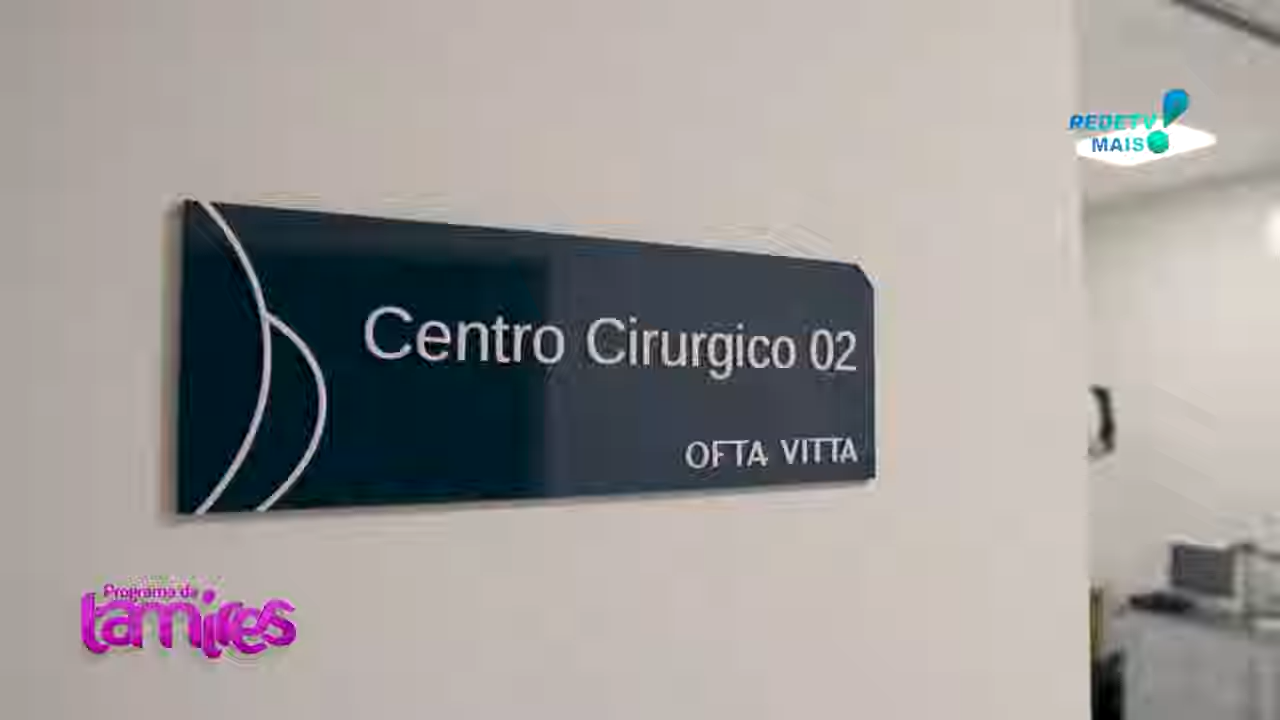 REDETV!
MAIS
Centro Cirurgico 02
OFTA VITTA
Programa da
tamires